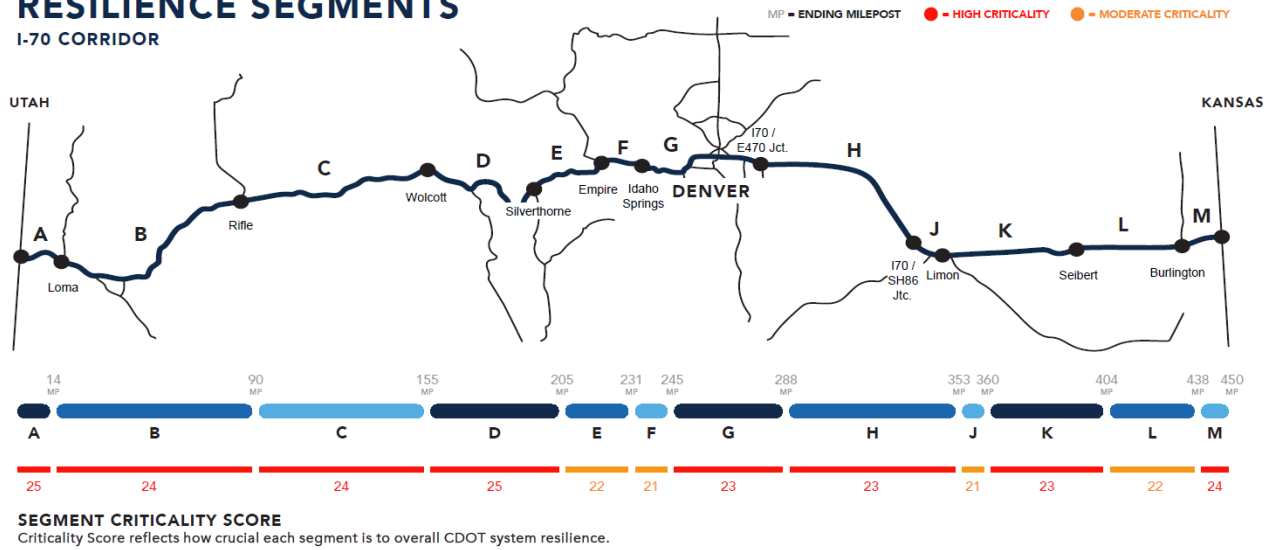 RESILIENCE SEGMENTS
I-70 CORRIDOR
MP = ENDING MILEPOST
= HIGH CRITICALITY
= MODERATE CRITICALITY
UTAH
KANSAS
I70 /
E470 Jct.
A
B
C
D
E
F
G
H
J
K
L
M
Loma
Rifle
Wolcott
Silverthorne
Empire
Idaho
Springs
DENVER
I70 /
SH86
Jtc.
Limon
Seibert
Burlington
14 90 155 205 231 245 288 353 360 404 438 450
MP MP MP MP MP MP MP MP MP MP MP MP
A B C D E F G H J K L M
25 24 24 25 22 21 23 23 21 23 22 24
SEGMENT CRITICALITY SCORE
Criticality Score reflects how crucial each segment is to overall CDOT system resilience.